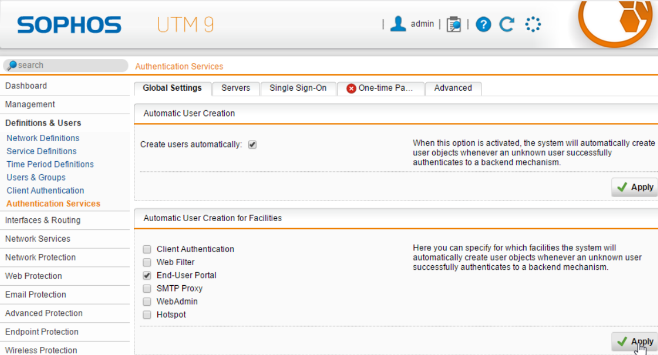 SOPHOS UTM 9
admin
search
Authentication Services
Dashboard
Management
Definitions & Users
Network Definitions
Service Definitions
Time Period Definitions
Users & Groups
Client Authentication
Authentication Services
Interfaces & Routing
Network Services
Network Protection
Web Protection
Email Protection
Advanced Protection
Endpoint Protection
Wireless Protection
Global Settings Servers Single Sign-On One-time Pa... Advanced
Automatic User Creation
Create users automatically:
When this option is activated, the system will automatically create
user objects whenever an unknown user successfully
authenticates to a backend mechanism.
Apply
Automatic User Creation for Facilities
Client Authentication
Web Filter
End-User Portal
SMTP Proxy
WebAdmin
Hotspot
Here you can specify for which facilities the system will
automatically create user objects whenever an unknown user
successfully authenticates to a backend mechanism.
Apply